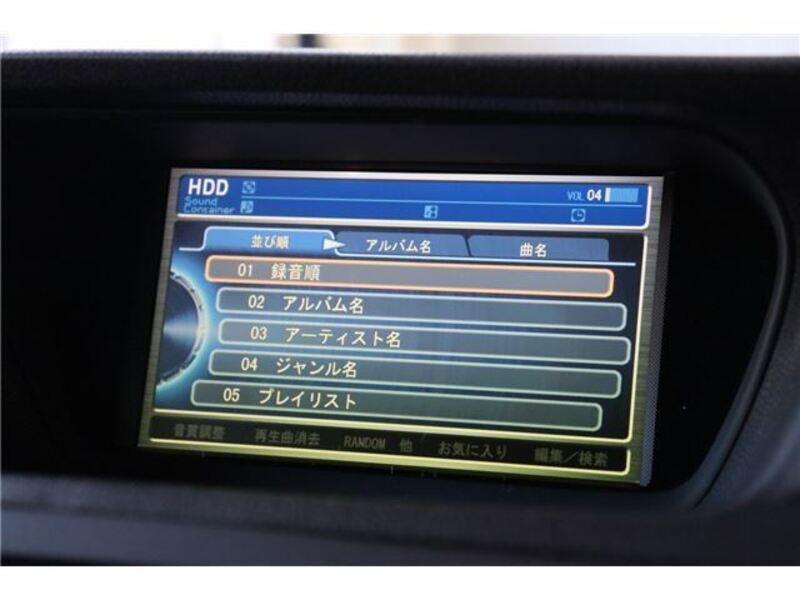 HDD
Sound
Container
VOL 04
並び順 アルバム名 曲名
01 録音順
02 アルバム名
03 アーティスト名
04 ジャンル名
05 プレイリスト
音質調整 再生曲消去 RANDOM 他 お気に入り 編集／検索